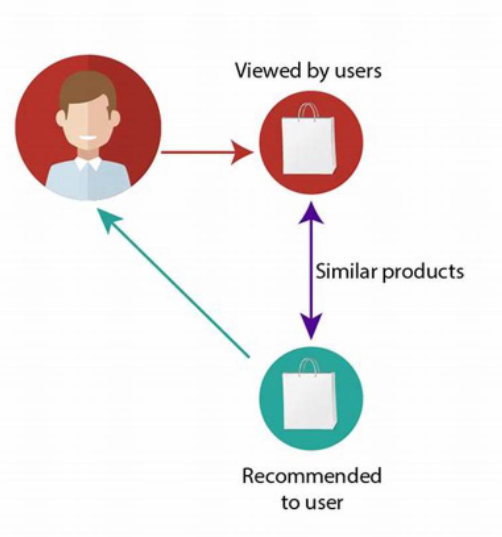 Viewed by users
Similar products
Recommended
to user